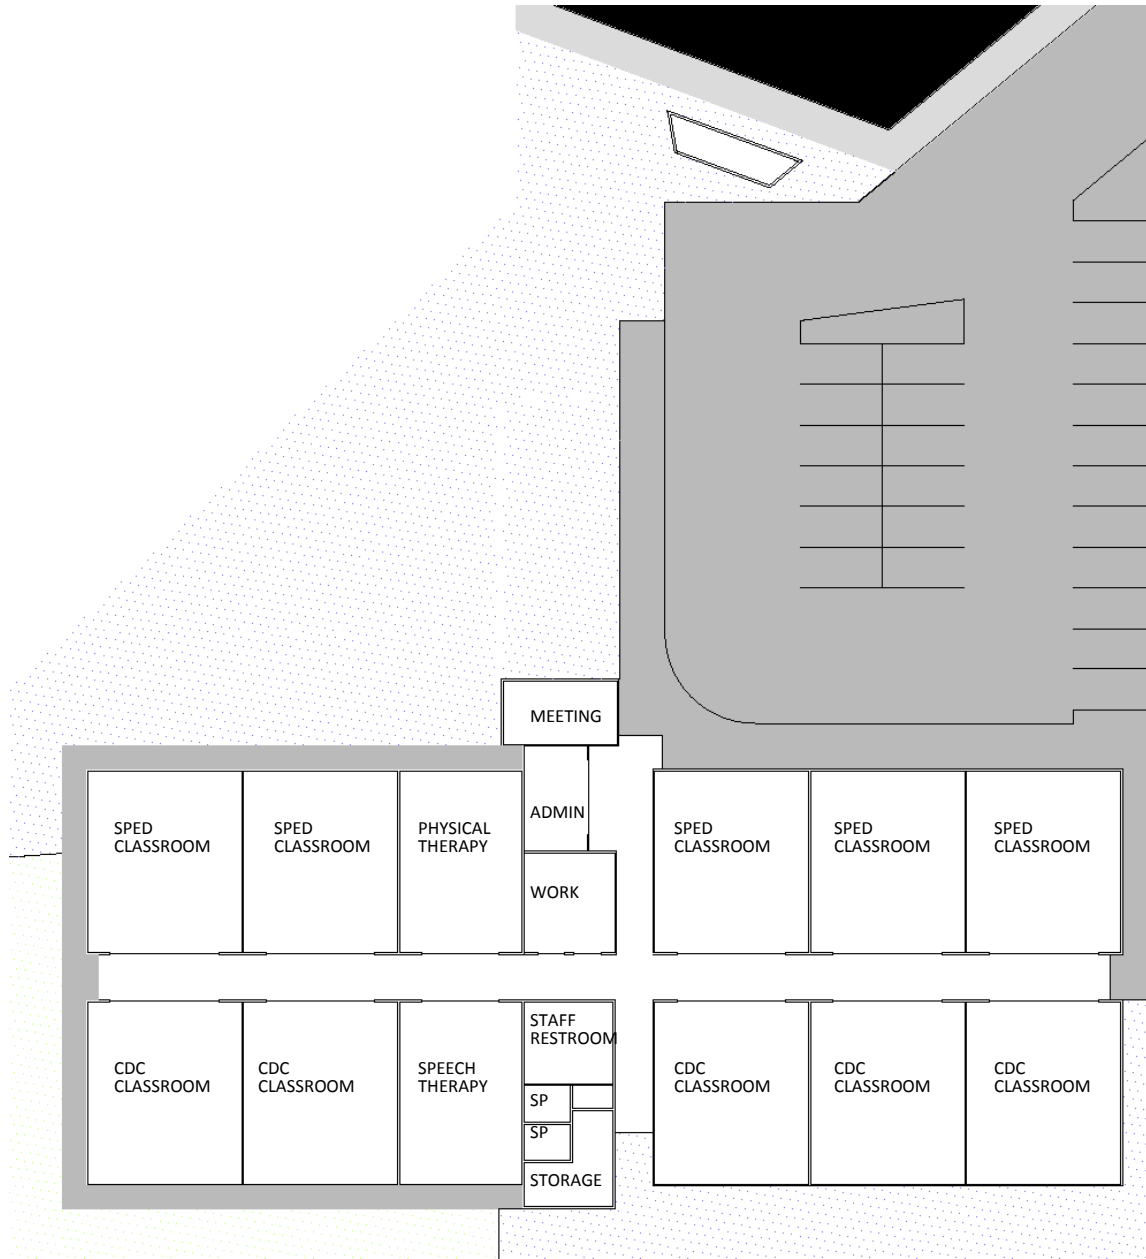 MEETING
ADMIN
SPED
CLASSROOM
SPED
CLASSROOM
PHYSICAL
THERAPY
SPED
CLASSROOM
SPED
CLASSROOM
SPED
CLASSROOM
WORK
STAFF
RESTROOM
CDC
CLASSROOM
CDC
CLASSROOM
SPEECH
THERAPY
CDC
CLASSROOM
CDC
CLASSROOM
CDC
CLASSROOM
SP
SP
STORAGE